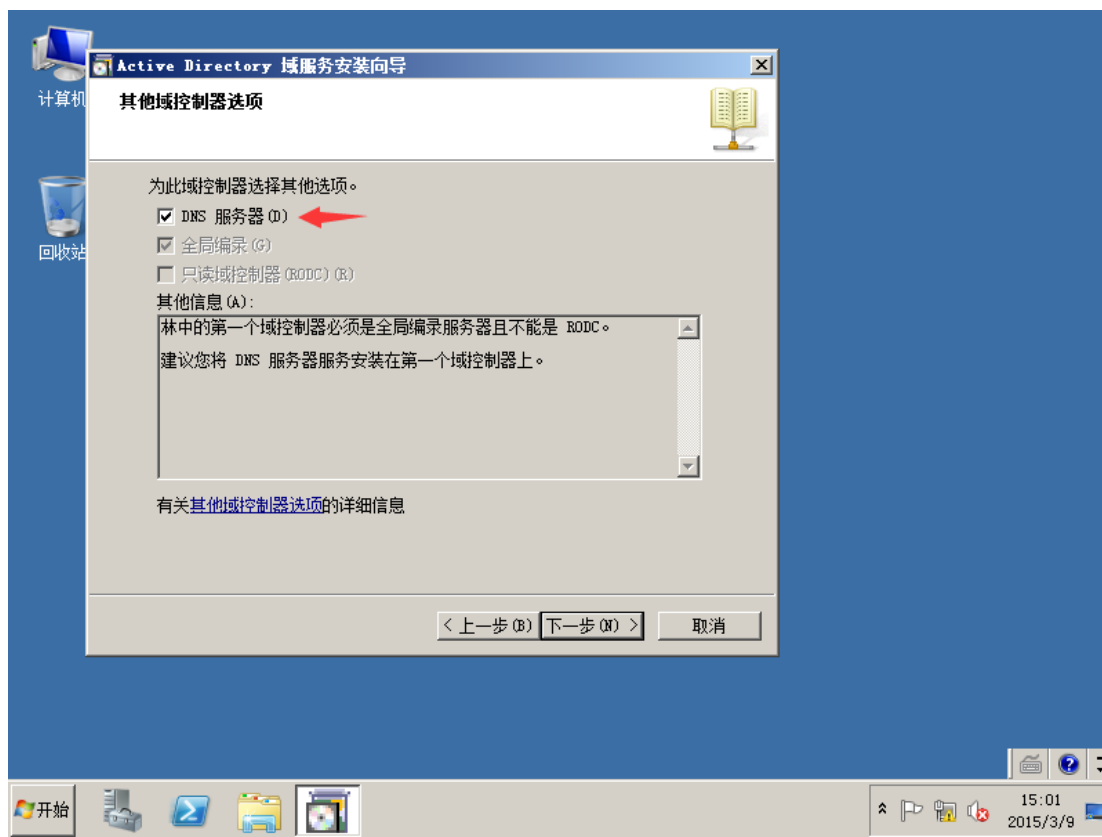 计算机
回收站
Active Directory 域服务安装向导
其他域控制器选项
为此域控制器选择其他选项。
DNS 服务器(D)
全局编录(G)
只读域控制器(RODC)(R)
其他信息(A):
林中的第一个域控制器必须是全局编录服务器且不能是 RODC。
建议您将 DNS 服务器服务安装在第一个域控制器上。
有关其他域控制器选项的详细信息
< 上一步(B)
下一步(N) >
取消
开始
15:01
2015/3/9